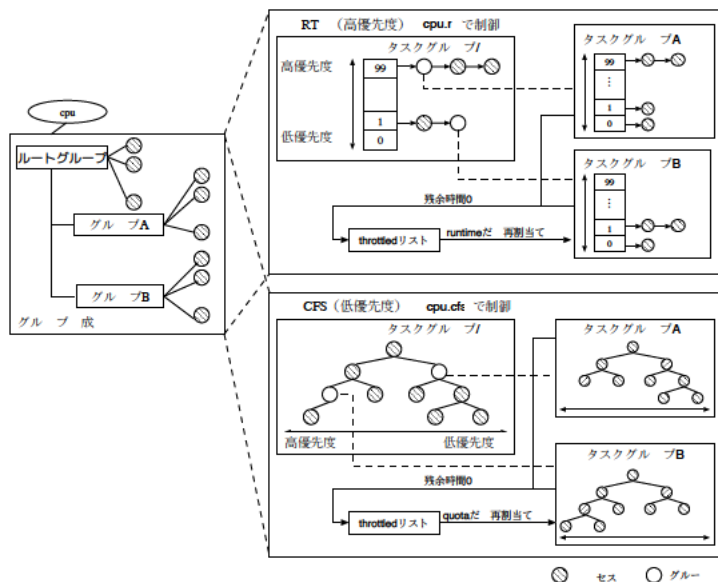 cpu
ルートグループ
グル プA
グル プB
グル プ 成
RT (高優先度) cpu.r で制御
タスクグル プ/
高優先度
99
1
低優先度
0
タスクグル プA
99
⋮
1
0
タスクグル プB
99
⋮
1
0
残余時間0
throttledリスト
runtimeだ 再割当て
CFS (低優先度) cpu.cfs で制御
タスクグル プ/
高優先度
低優先度
タスクグル プA
タスクグル プB
残余時間0
throttledリスト
quotaだ 再割当て
セス
グルー